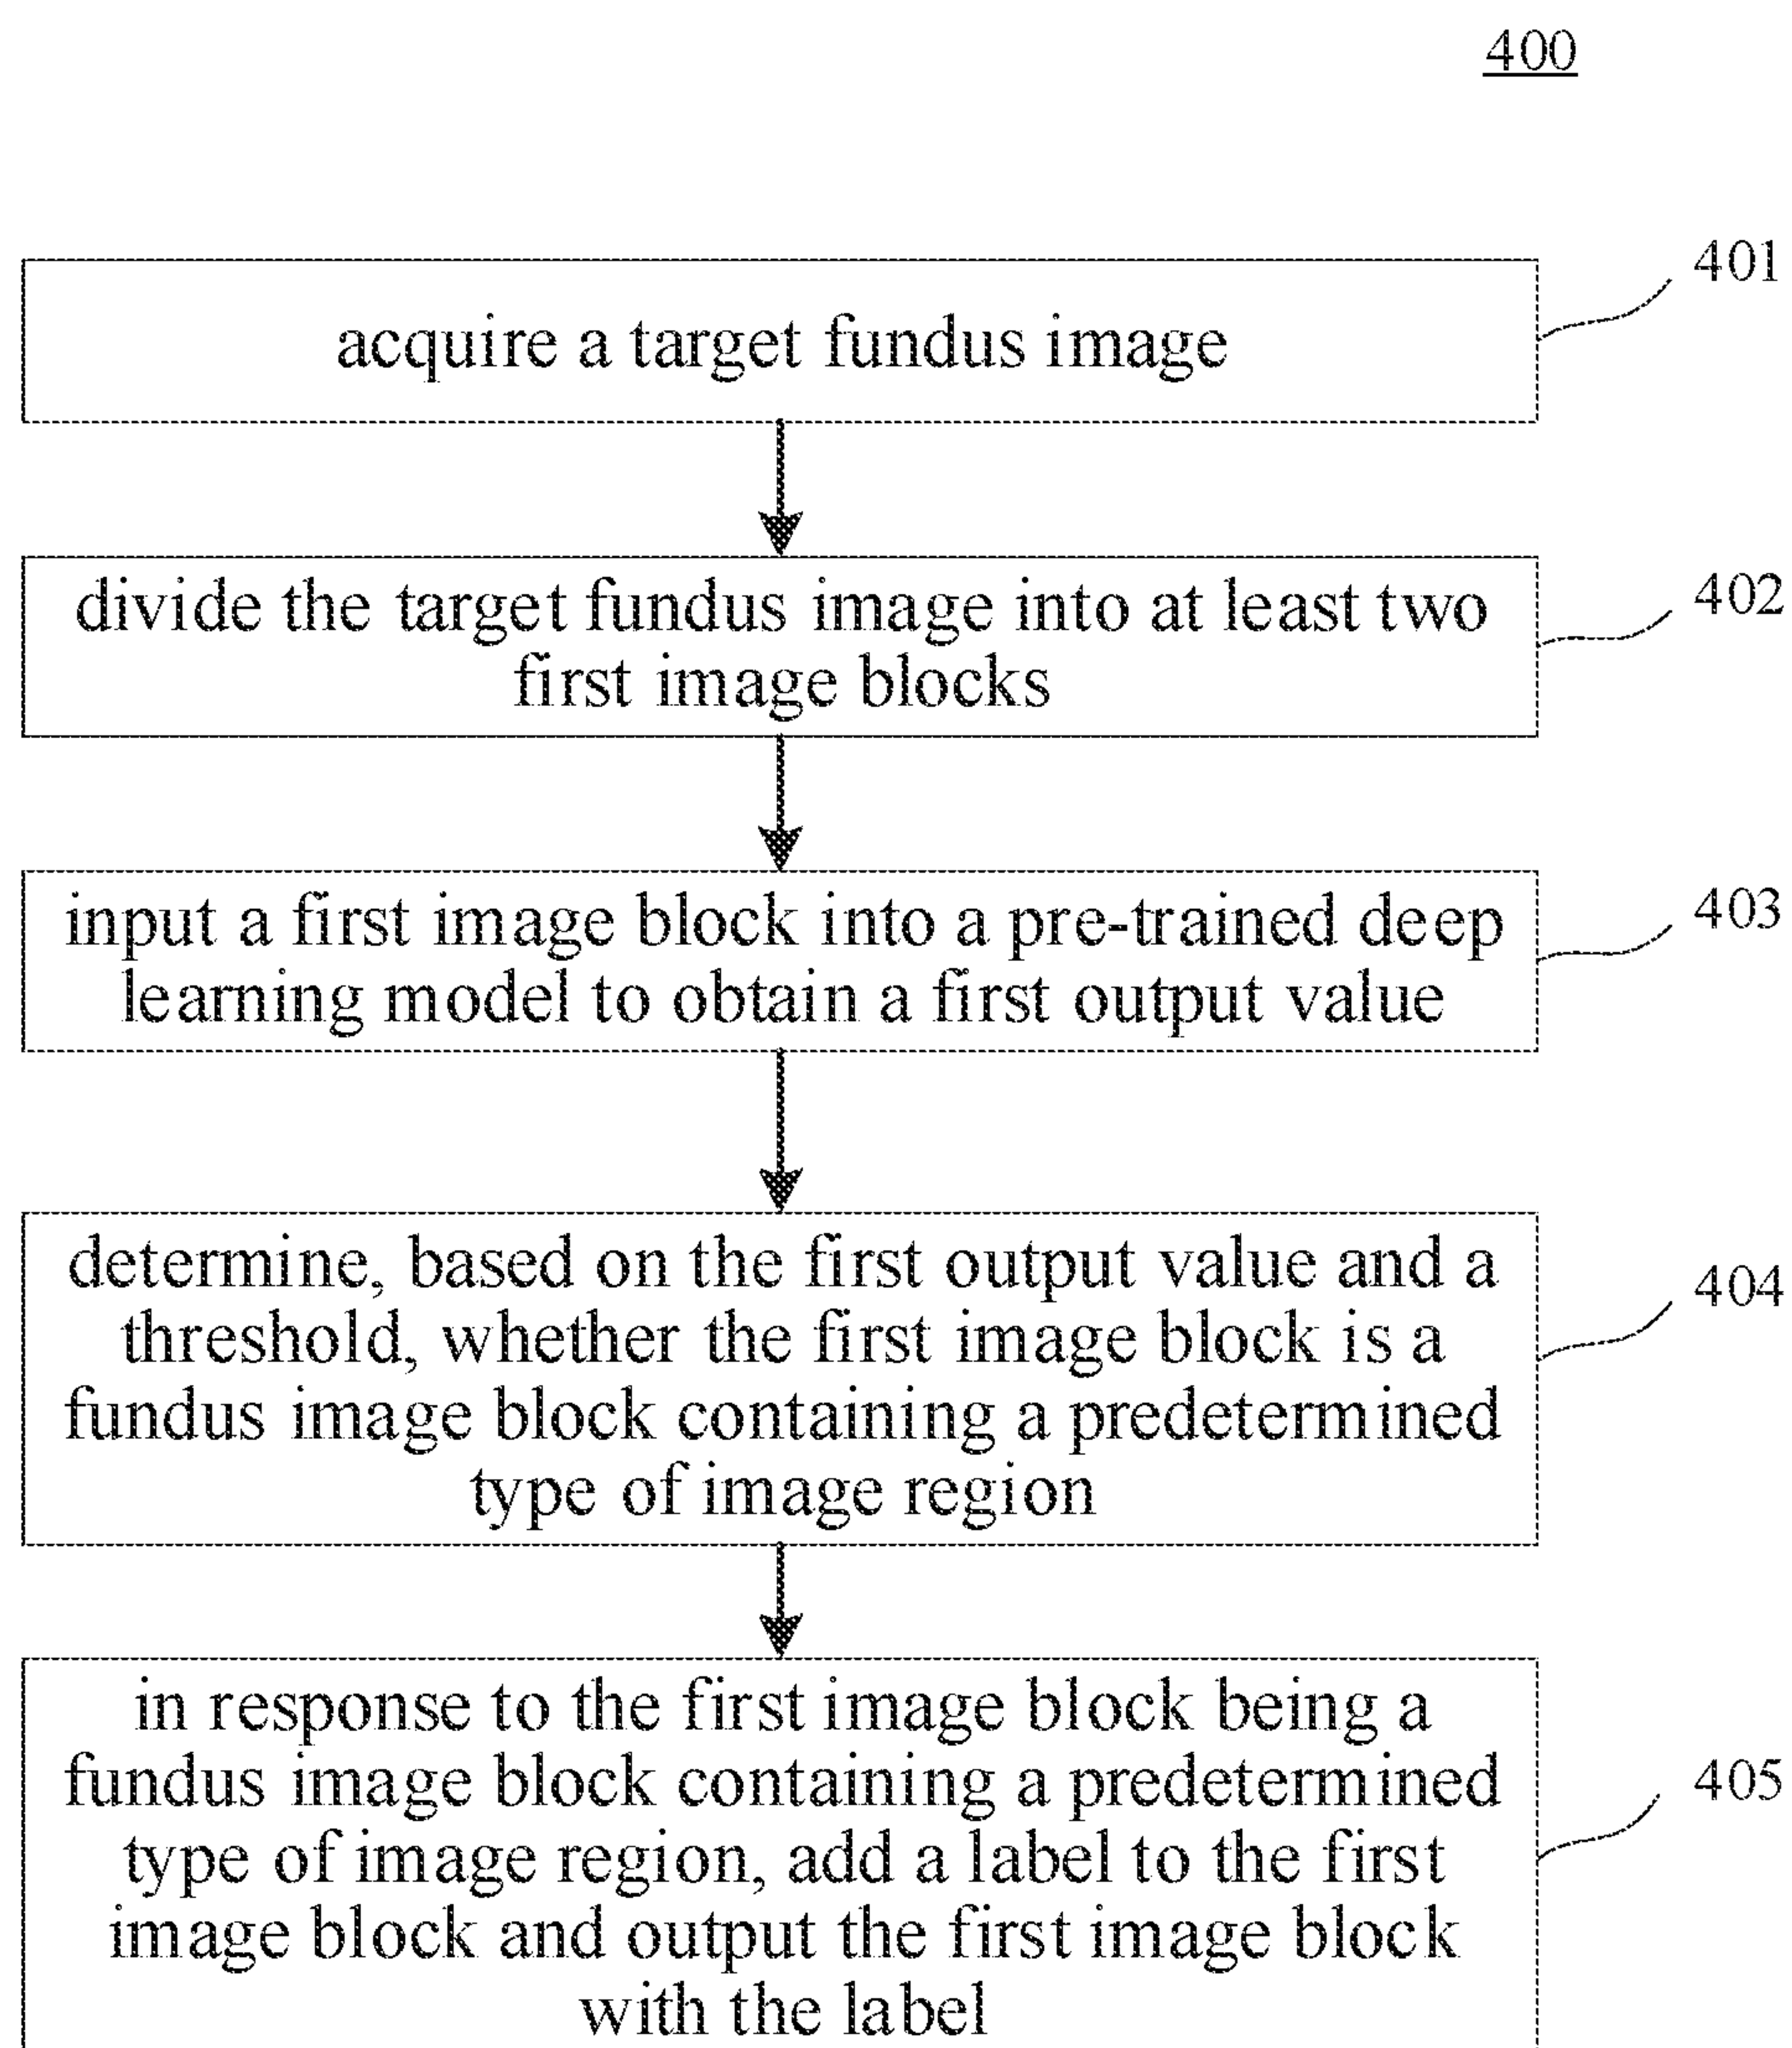 400
401
acquire a target fundus image
402
divide the target fundus image into at least two
first image blocks
403
input a first image block into a pre-trained deep
learning model to obtain a first output value
404
determine, based on the first output value and a
threshold, whether the first image block is a
fundus image block containing a predetermined
type of image region
405
in response to the first image block being a
fundus image block containing a predetermined
type of image region, add a label to the first
image block and output the first image block
with the label